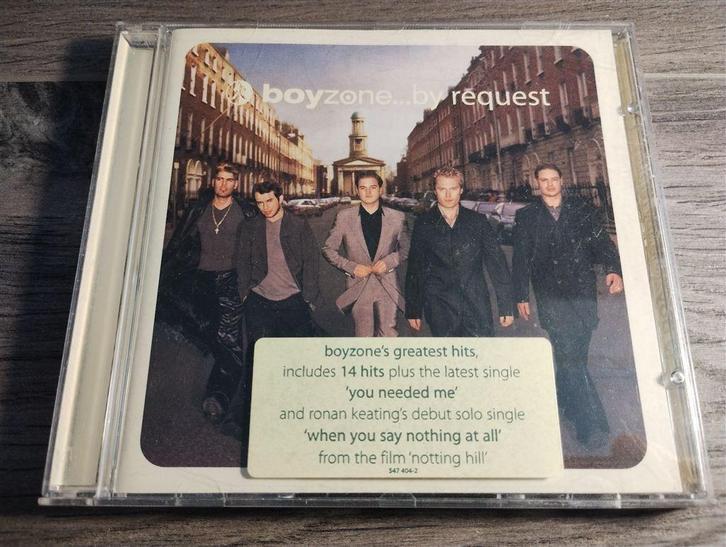 boyzone...by request
boyzone's greatest hits,
includes 14 hits plus the latest single
'you needed me'
and ronan keating's debut solo single
'when you say nothing at all'
from the film 'notting hill'
547 404-2